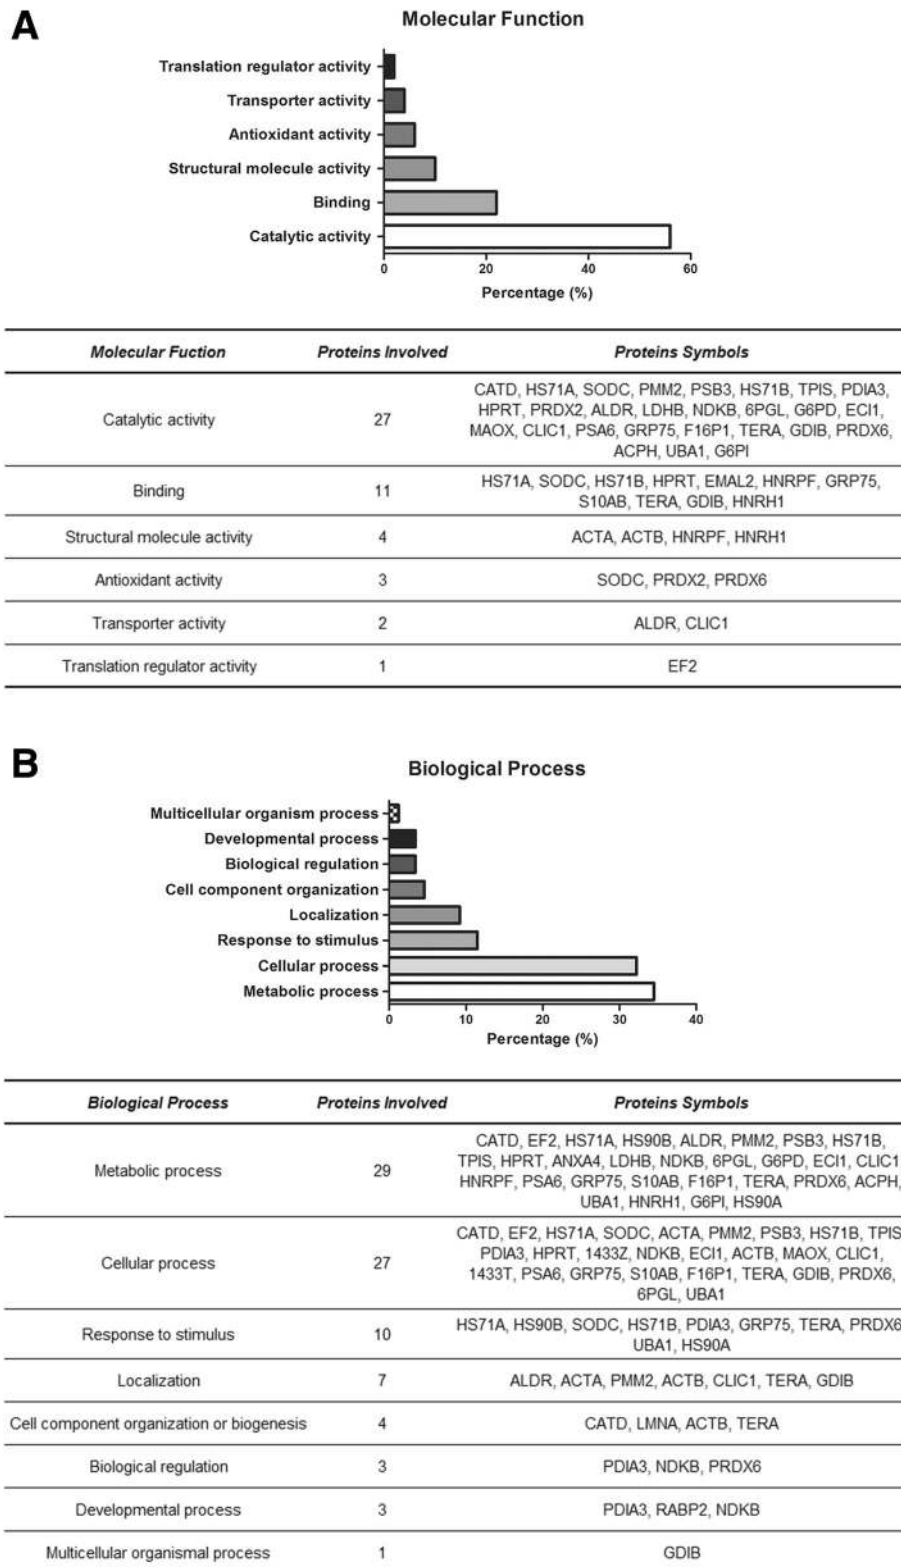 A
Molecular Function
Translation regulator activity
Transporter activity
Antioxidant activity
Structural molecule activity
Binding
Catalytic activity
0 20 40 60
Percentage (%)
Molecular Fuction Proteins Involved Proteins Symbols
Catalytic activity 27 CATD, HS71A, SODC, PMM2, PSB3, HS71B, TPIS, PDIA3,
HPRT, PRDX2, ALDR, LDHB, NDKB, 6PGL, G6PD, ECI1,
MAOX, CLIC1, PSA6, GRP75, F16P1, TERA, GDIB, PRDX6,
ACPH, UBA1, G6PI
Binding 11 HS71A, SODC, HS71B, HPRT, EMAL2, HNRPF, GRP75,
S10AB, TERA, GDIB, HNRH1
Structural molecule activity 4 ACTA, ACTB, HNRPF, HNRH1
Antioxidant activity 3 SODC, PRDX2, PRDX6
Transporter activity 2 ALDR, CLIC1
Translation regulator activity 1 EF2
B
Biological Process
Multicellular organism process
Developmental process
Biological regulation
Cell component organization
Localization
Response to stimulus
Cellular process
Metabolic process
0 10 20 30 40
Percentage (%)
Biological Process Proteins Involved Proteins Symbols
Metabolic process 29 CATD, EF2, HS71A, HS90B, ALDR, PMM2, PSB3, HS71B,
TPIS, HPRT, ANXA4, LDHB, NDKB, 6PGL, G6PD, ECI1, CLIC1
HNRPF, PSA6, GRP75, S10AB, F16P1, TERA, PRDX6, ACPH,
UBA1, HNRH1, G6PI, HS90A
Cellular process 27 CATD, EF2, HS71A, SODC, ACTA, PMM2, PSB3, HS71B, TPIS
PDIA3, HPRT, 1433Z, NDKB, ECI1, ACTB, MAOX, CLIC1,
1433T, PSA6, GRP75, S10AB, F16P1, TERA, GDIB, PRDX6,
6PGL, UBA1
Response to stimulus 10 HS71A, HS90B, SODC, HS71B, PDIA3, GRP75, TERA, PRDX6
UBA1, HS90A
Localization 7 ALDR, ACTA, PMM2, ACTB, CLIC1, TERA, GDIB
Cell component organization or biogenesis 4 CATD, LMNA, ACTB, TERA
Biological regulation 3 PDIA3, NDKB, PRDX6
Developmental process 3 PDIA3, RABP2, NDKB
Multicellular organismal process 1 GDIB